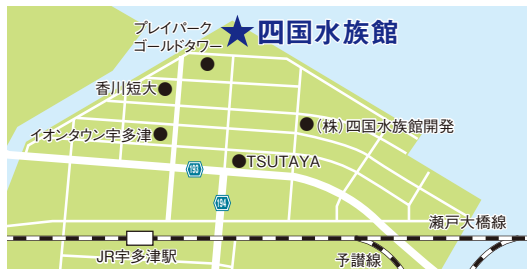 プレイパーク
ゴールドタワー
四国水族館
香川短大
イオンタウン宇多津
(株)四国水族館開発
TSUTAYA
193
194
瀬戸大橋線
JR宇多津駅
予讃線